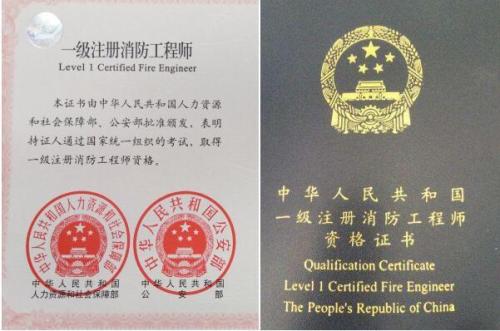 一级注册消防工程师
Level 1 Certified Fire Engineer
本证书由中华人民共和国人力资源
和社会保障部、公安部批准颁发，表明
持证人通过国家统一组织的考试，取得
一级注册消防工程师资格。
中华人民共和国人力资源和社会保障部
中华人民共和国公安部
中华人民共和国
人力资源和社会保障部
中华人民共和国
公安部
中华人民共和国
一级注册消防工程师
资格证书
Qualification Certificate
Level 1 Certified Fire Engineer
The People's Republic of China